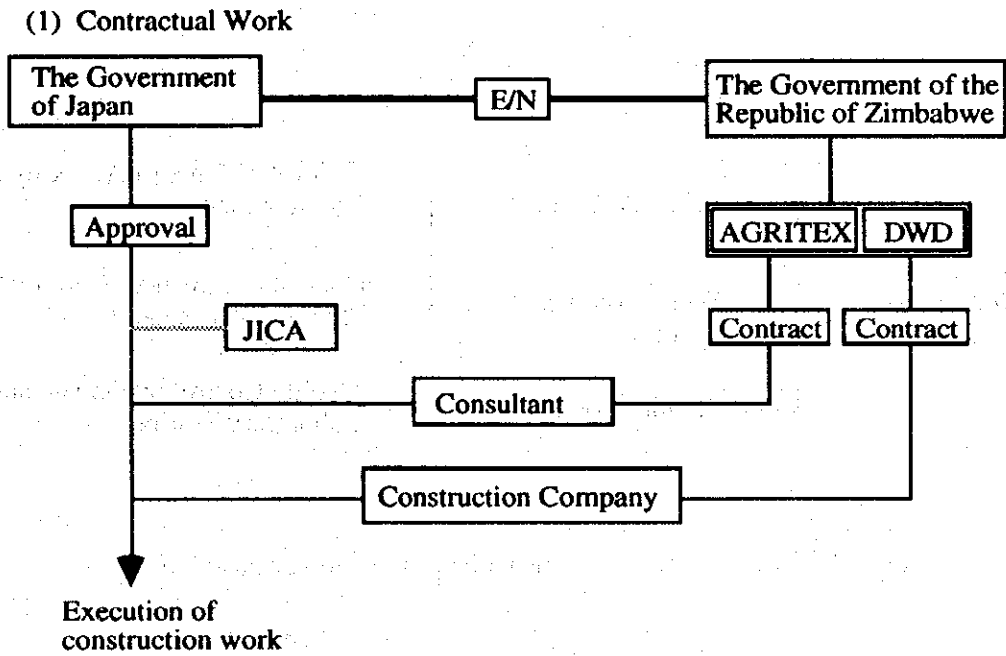 (1) Contractual Work
The Government
of Japan
E/N
The Government of the
Republic of Zimbabwe
Approval
AGRITEX
DWD
JICA
Contract
Contract
Consultant
Construction Company
Execution of
construction work